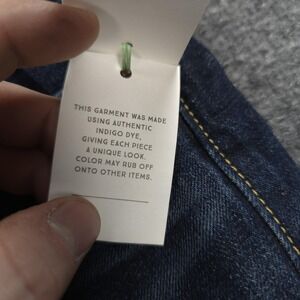 THIS GARMENT WAS MADE
USING AUTHENTIC
INDIGO DYE,
GIVING EACH PIECE
A UNIQUE LOOK.
COLOR MAY RUB OFF
ONTO OTHER ITEMS.